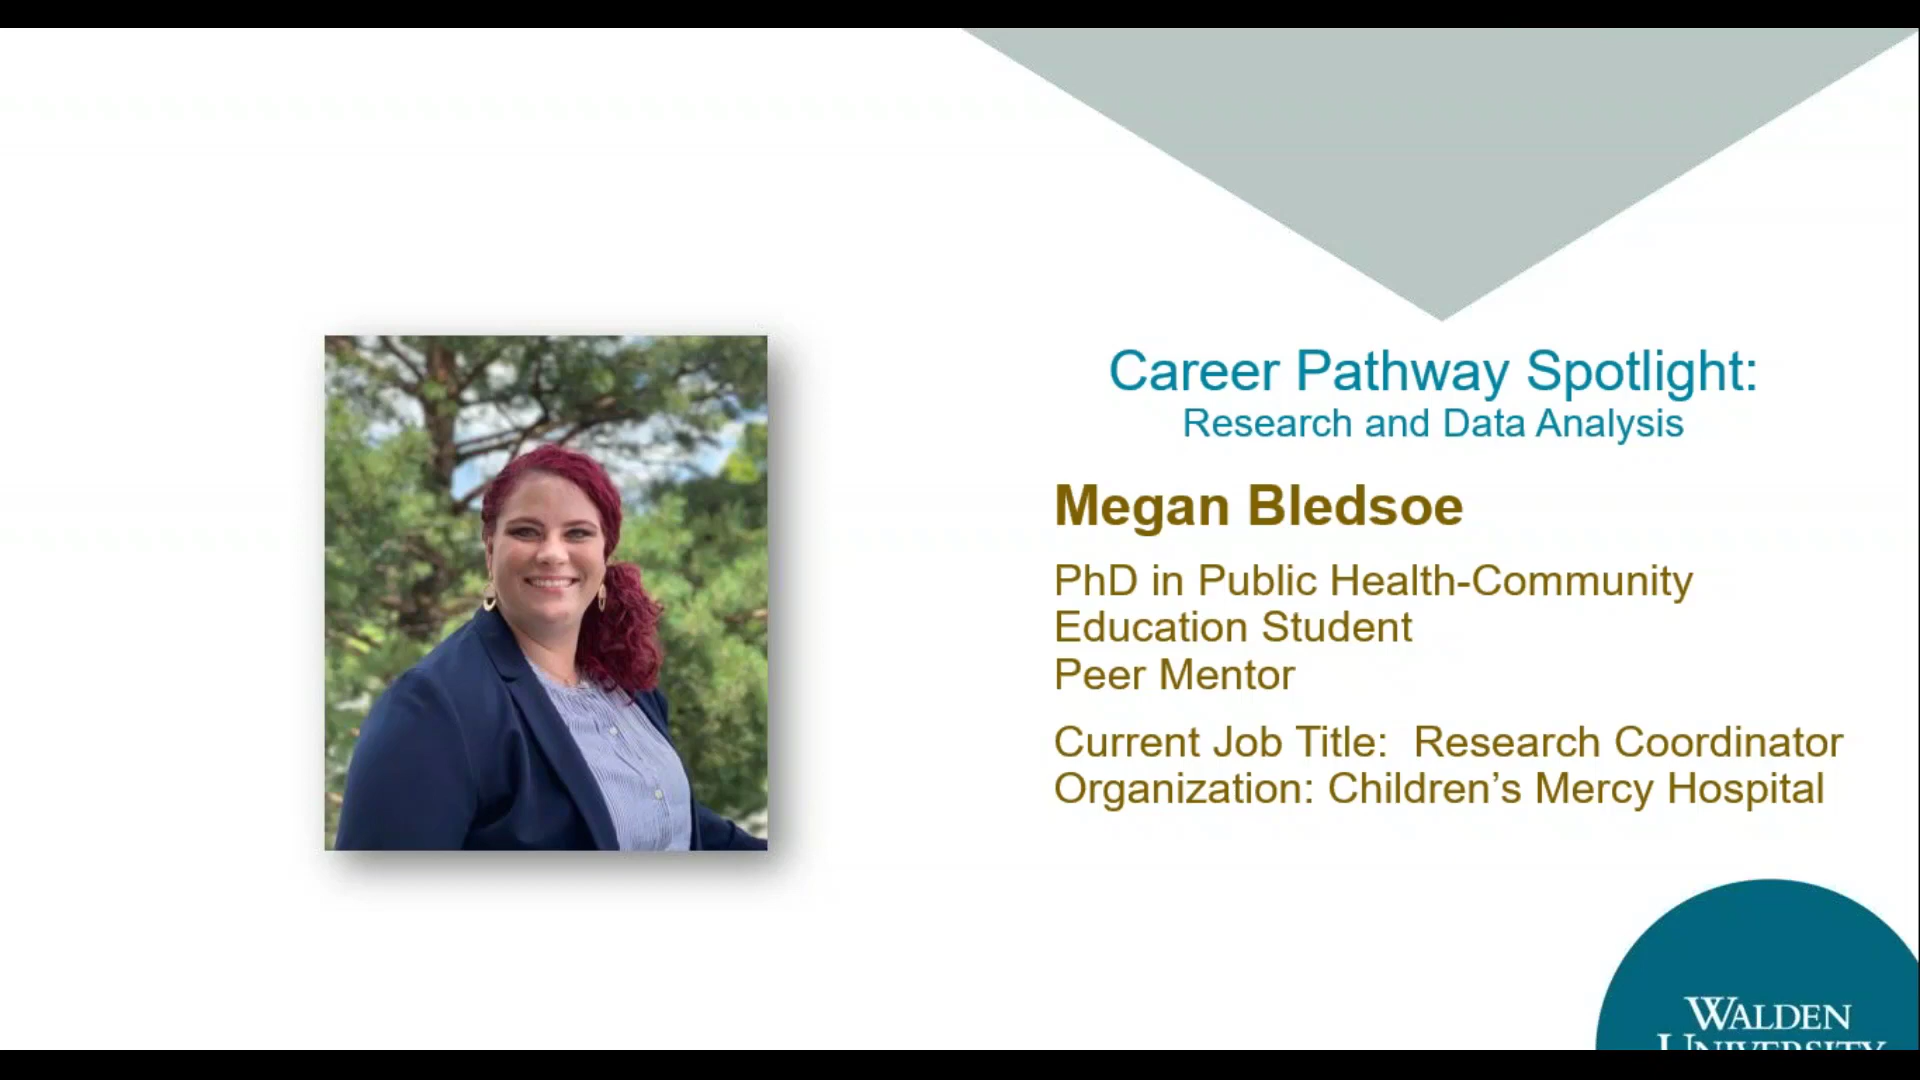 Career Pathway Spotlight:
Research and Data Analysis
Megan Bledsoe
PhD in Public Health-Community
Education Student
Peer Mentor
Current Job Title:  Research Coordinator
Organization: Children’s Mercy Hospital
WALDEN
UNIVERSITY